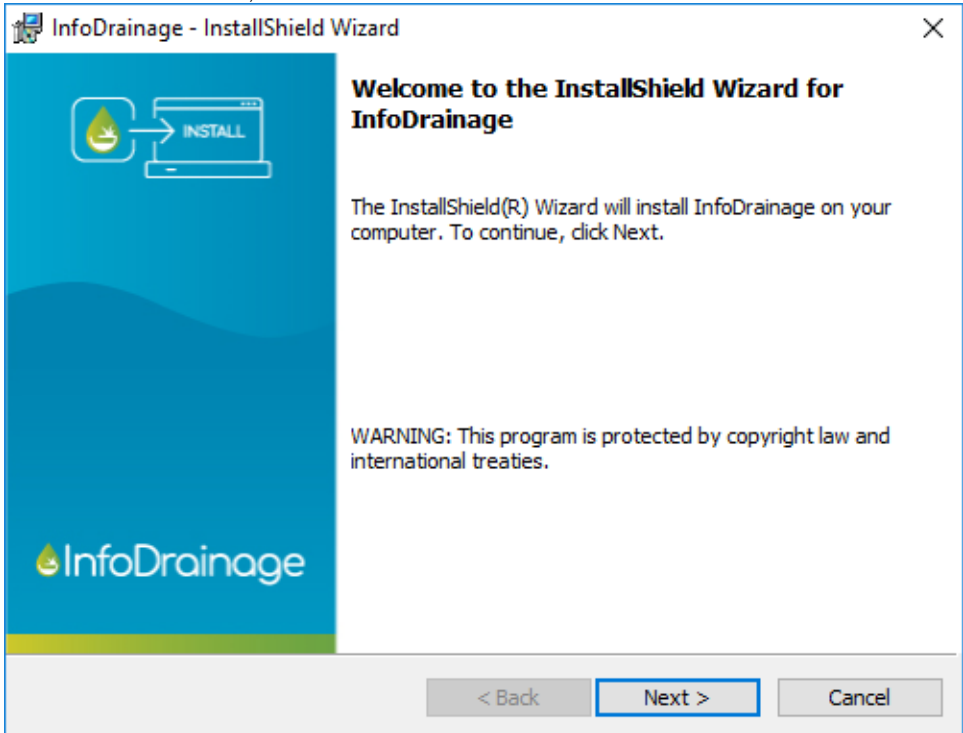 InfoDrainage - InstallShield Wizard
INSTALL
Welcome to the InstallShield Wizard for
InfoDrainage
The InstallShield(R) Wizard will install InfoDrainage on your
computer. To continue, click Next.
WARNING: This program is protected by copyright law and
international treaties.
InfoDrainage
< Back
Next >
Cancel